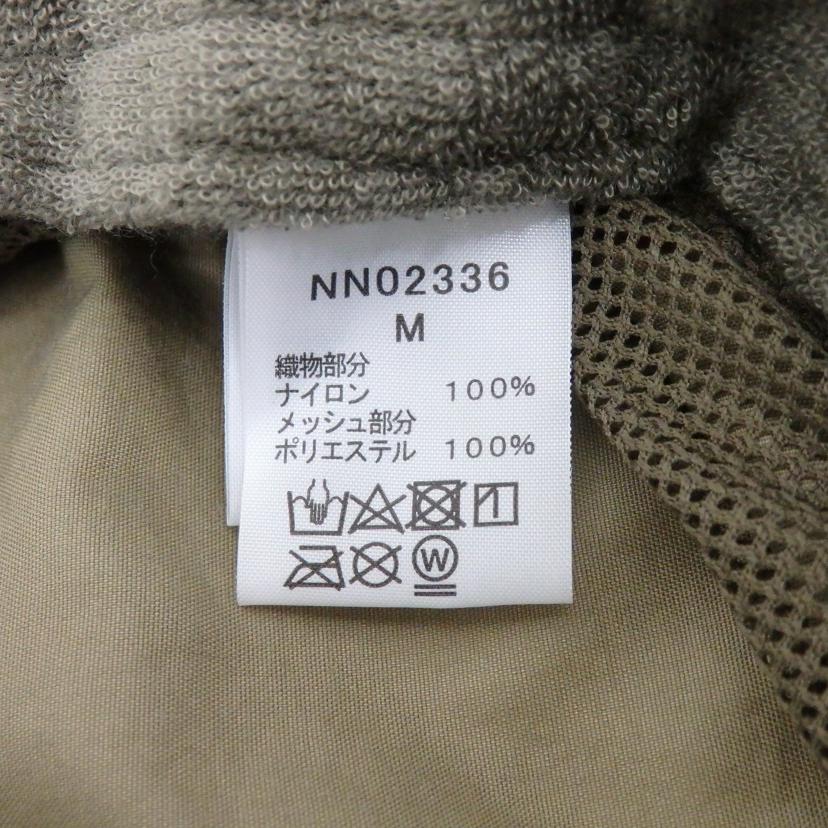 NN02336
M
織物部分
ナイロン 100%
メッシュ部分
ポリエステル 100%
W